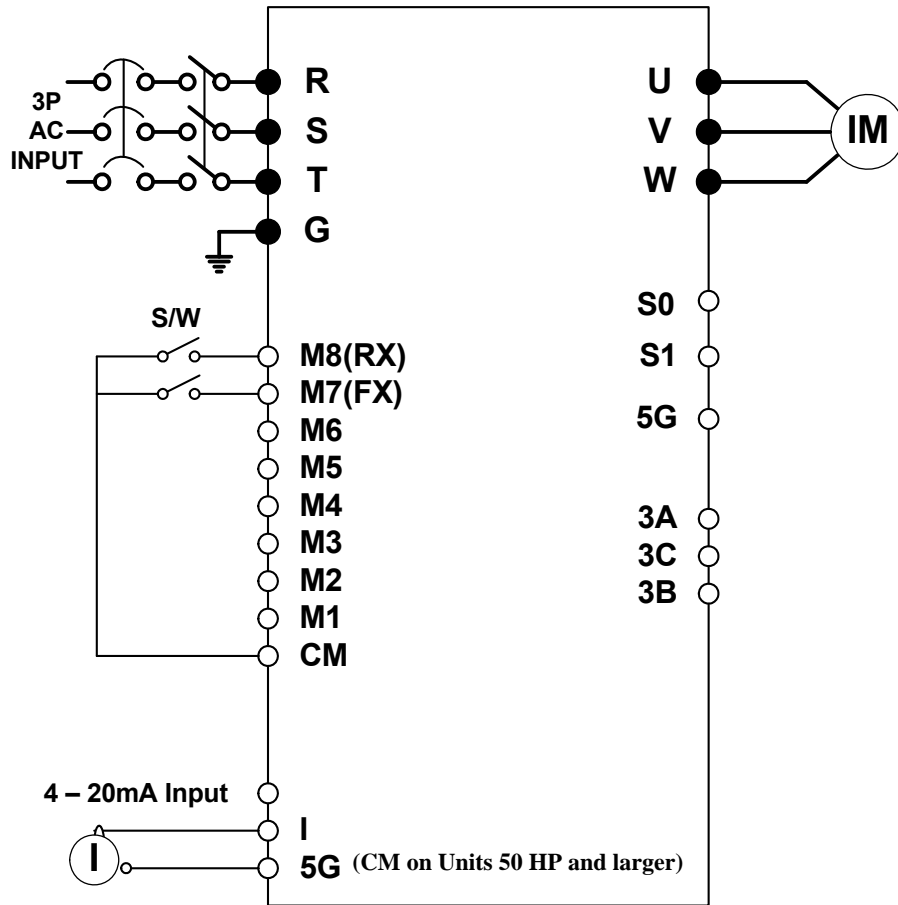 R
3P
S
AC
INPUT
T
G
U
V
IM
W
S/W
M8(RX)
M7(FX)
M6
M5
M4
M3
M2
M1
CM
S0
S1
5G
3A
3C
3B
4 – 20mA Input
I
I
5G (CM on Units 50 HP and larger)